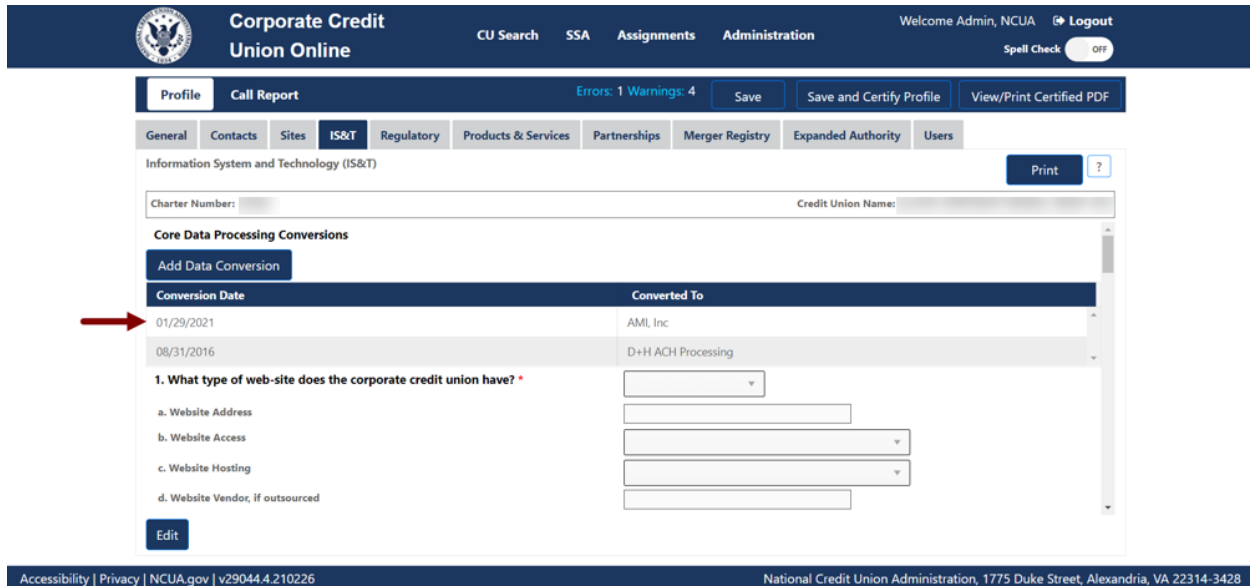 Corporate Credit
Union Online
CU Search SSA Assignments Administration
Welcome Admin, NCUA Logout
Spell Check OFF
Profile Call Report Errors: 1 Warnings: 4 Save Save and Certify Profile View/Print Certified PDF
General Contacts Sites IS&T Regulatory Products & Services Partnerships Merger Registry Expanded Authority Users
Information System and Technology (IS&T)
Print ?
Charter Number: Credit Union Name:
Core Data Processing Conversions
Add Data Conversion
Conversion Date Converted To
01/29/2021 AMI, Inc
08/31/2016 D+H ACH Processing
1. What type of web-site does the corporate credit union have? *
a. Website Address
b. Website Access
c. Website Hosting
d. Website Vendor, if outsourced
Edit
Accessibility | Privacy | NCUA.gov | v29044.4.210226 National Credit Union Administration, 1775 Duke Street, Alexandria, VA 22314-3428